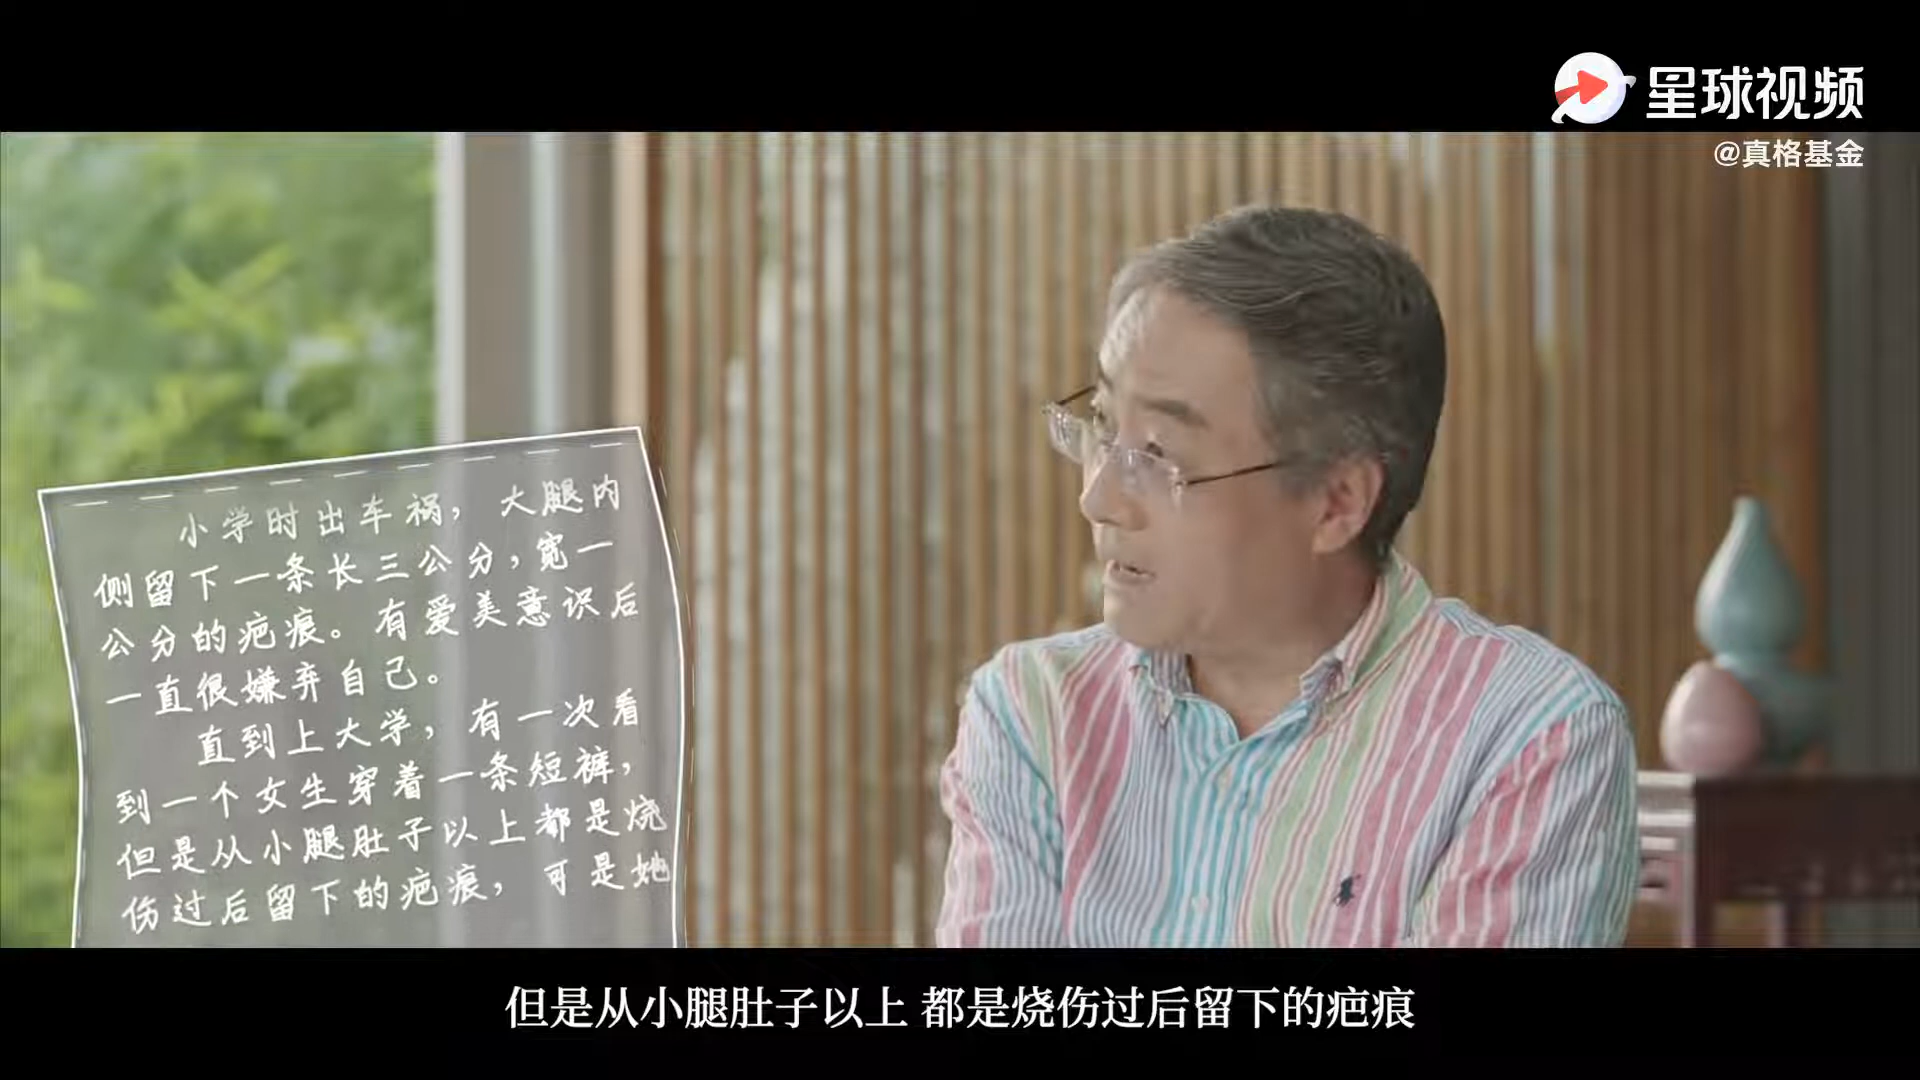 星球视频
@真格基金
小学时出车祸，大腿内
侧留下一条长三公分，宽一
公分的疤痕。有爱美意识后
一直很嫌弃自己。
直到上大学，有一次看
到一个女生穿着一条短裤，
但是从小腿肚子以上都是烧
伤过后留下的疤痕，可是她
但是从小腿肚子以上 都是烧伤过后留下的疤痕